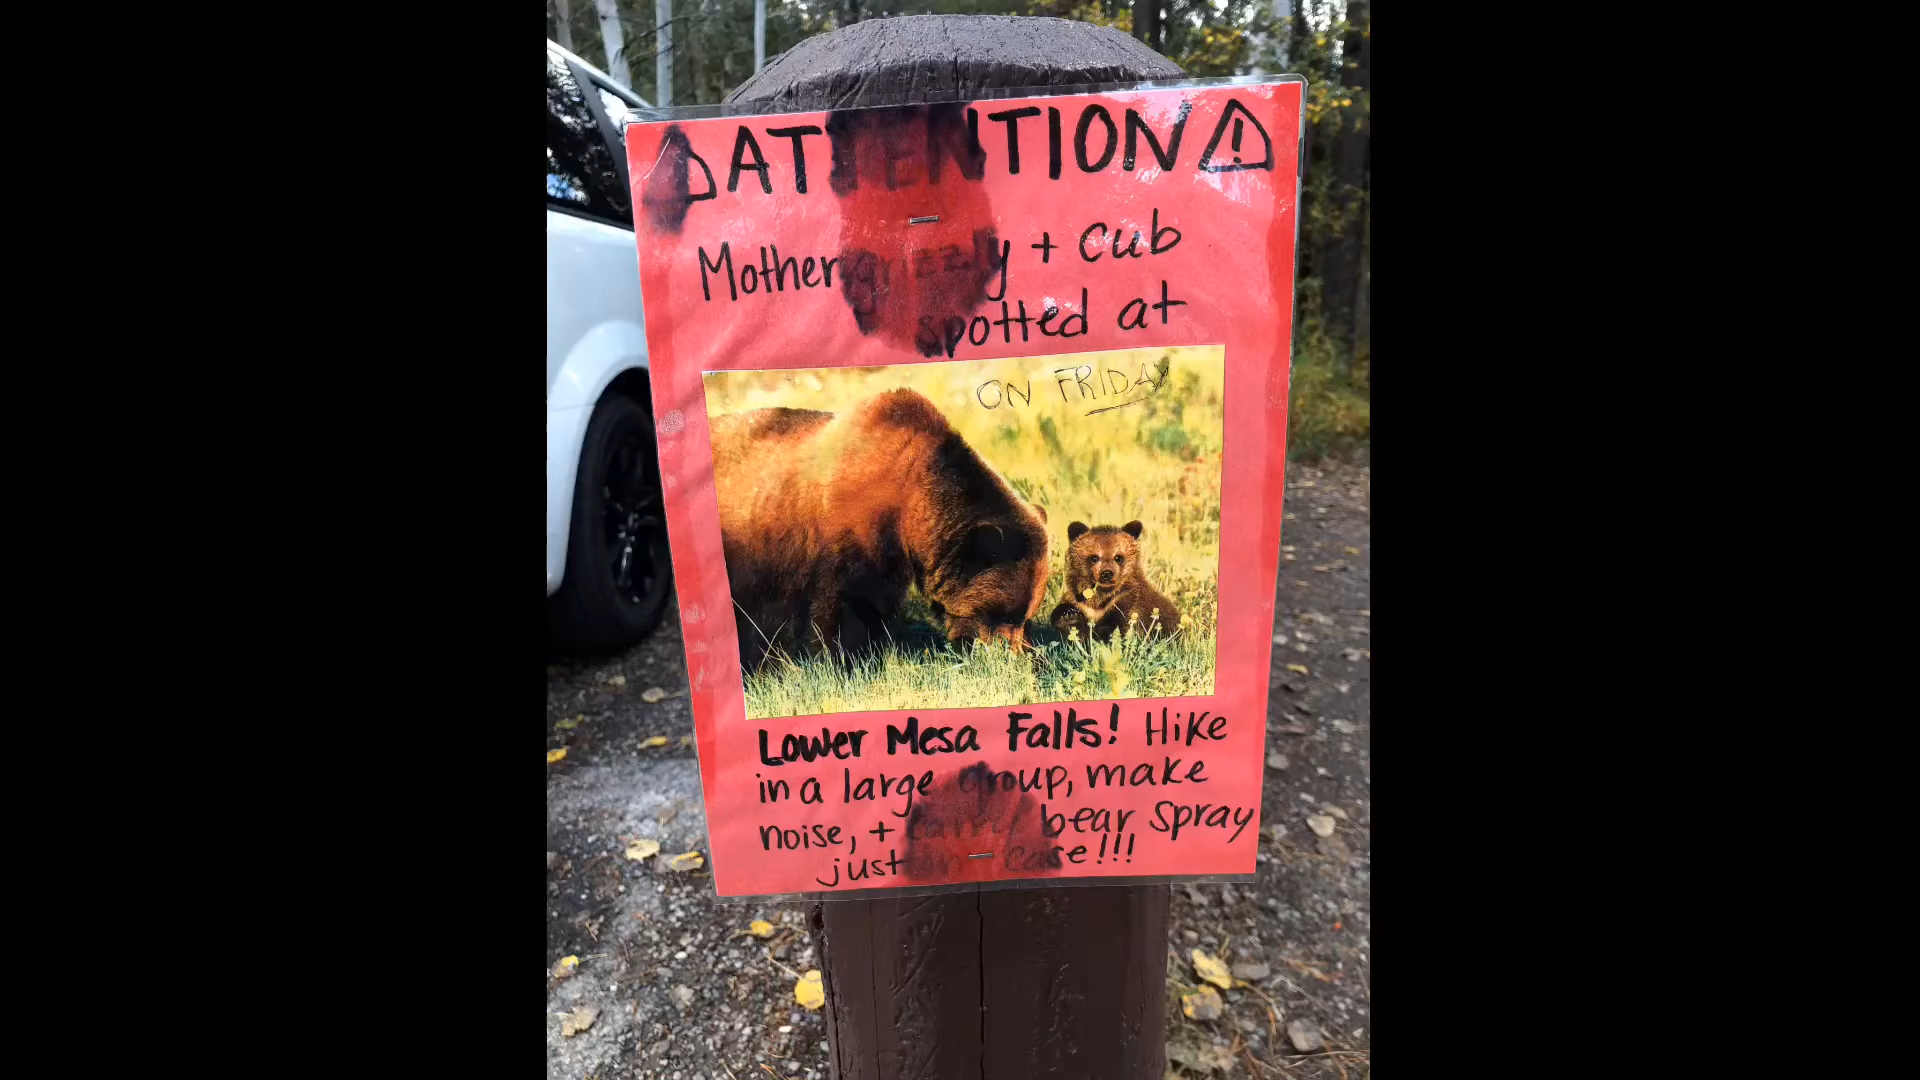 ⚠ ATTENTION ⚠
Mother grizzly + cub
spotted at
ON FRIDAY
Lower Mesa Falls! Hike
in a large group, make
noise, + carry bear spray
just in case!!!